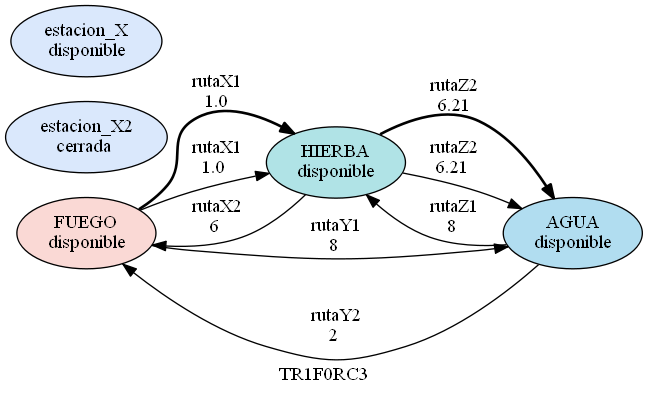 estacion_X
disponible
estacion_X2
cerrada
rutaX1
1.0
rutaX1
1.0
rutaX2
6
rutaY1
8
rutaY2
2
rutaZ2
6.21
rutaZ2
6.21
rutaZ1
8
FUEGO
disponible
HIERBA
disponible
AGUA
disponible
TR1F0RC3